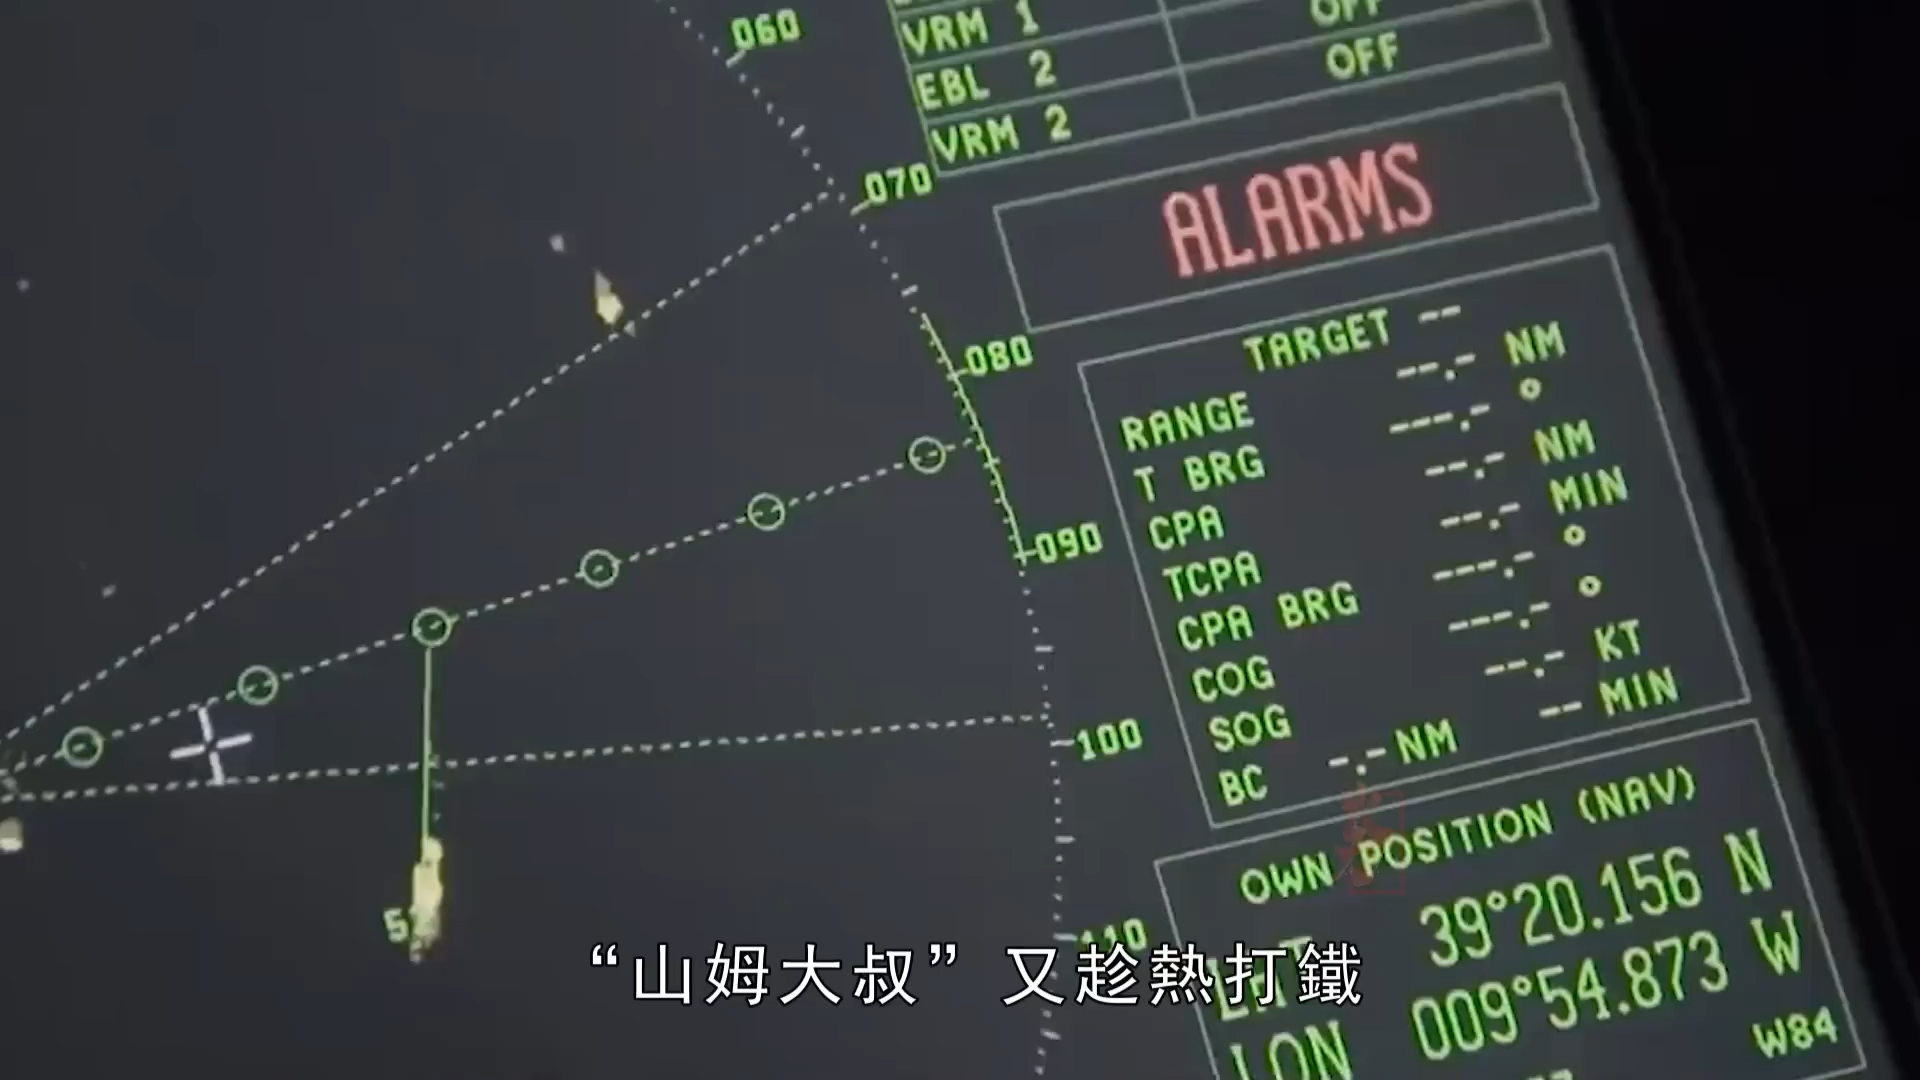 060
070
080
090
100
110
VRM 1 OFF
EBL 2 OFF
VRM 2
ALARMS
TARGET --
RANGE --.- NM
T BRG ---.- °
CPA --.- NM
TCPA --.- MIN
CPA BRG ---.- °
COG ---.- °
SOG --.- KT
BC -.- NM -- MIN
OWN POSITION (NAV)
LAT 39°20.156 N
LON 009°54.873 W
W84
“山姆大叔”又趁熱打鐵